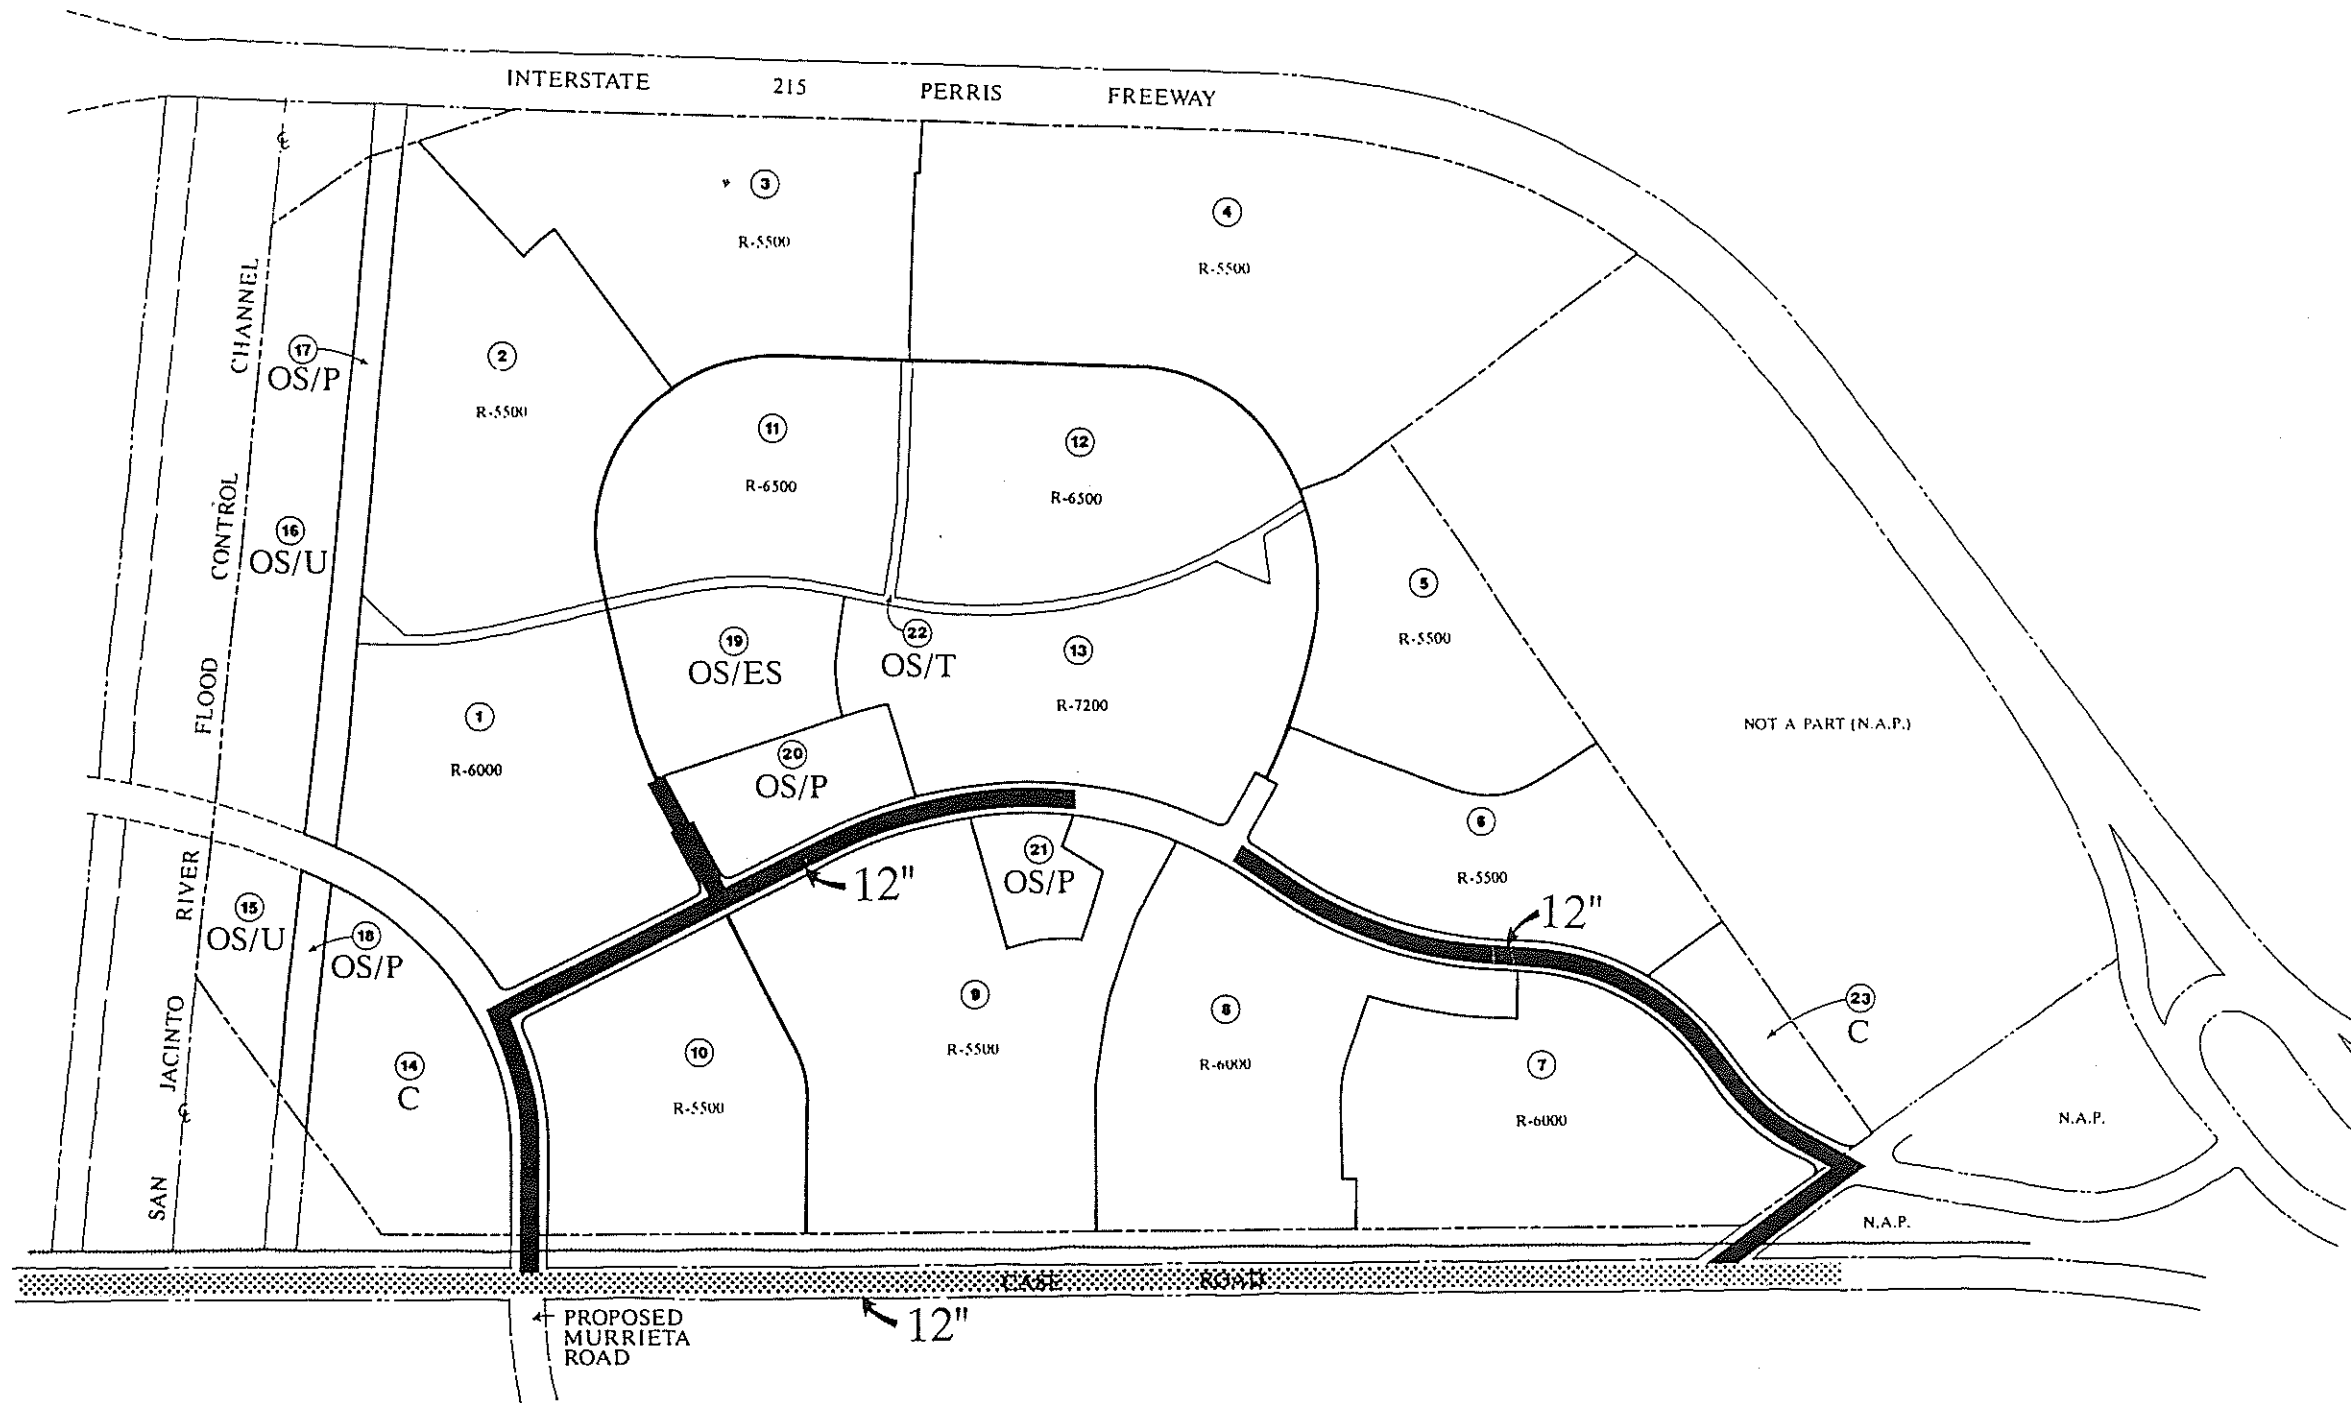 INTERSTATE 215 PERRIS FREEWAY
3
R-5500
4
R-5500
17
OS/P
2
R-5500
11
R-6500
12
R-6500
16
OS/U
5
R-5500
19
OS/ES
22
OS/T
13
R-7200
1
R-6000
NOT A PART (N.A.P.)
20
OS/P
6
R-5500
21
OS/P
12"
12"
15
OS/U
18
OS/P
9
R-5500
8
R-6000
23
C
10
R-5500
14
C
7
R-6000
N.A.P.
N.A.P.
SAN JACINTO RIVER FLOOD CONTROL CHANNEL
CASE ROAD
12"
PROPOSED
MURRIETA
ROAD